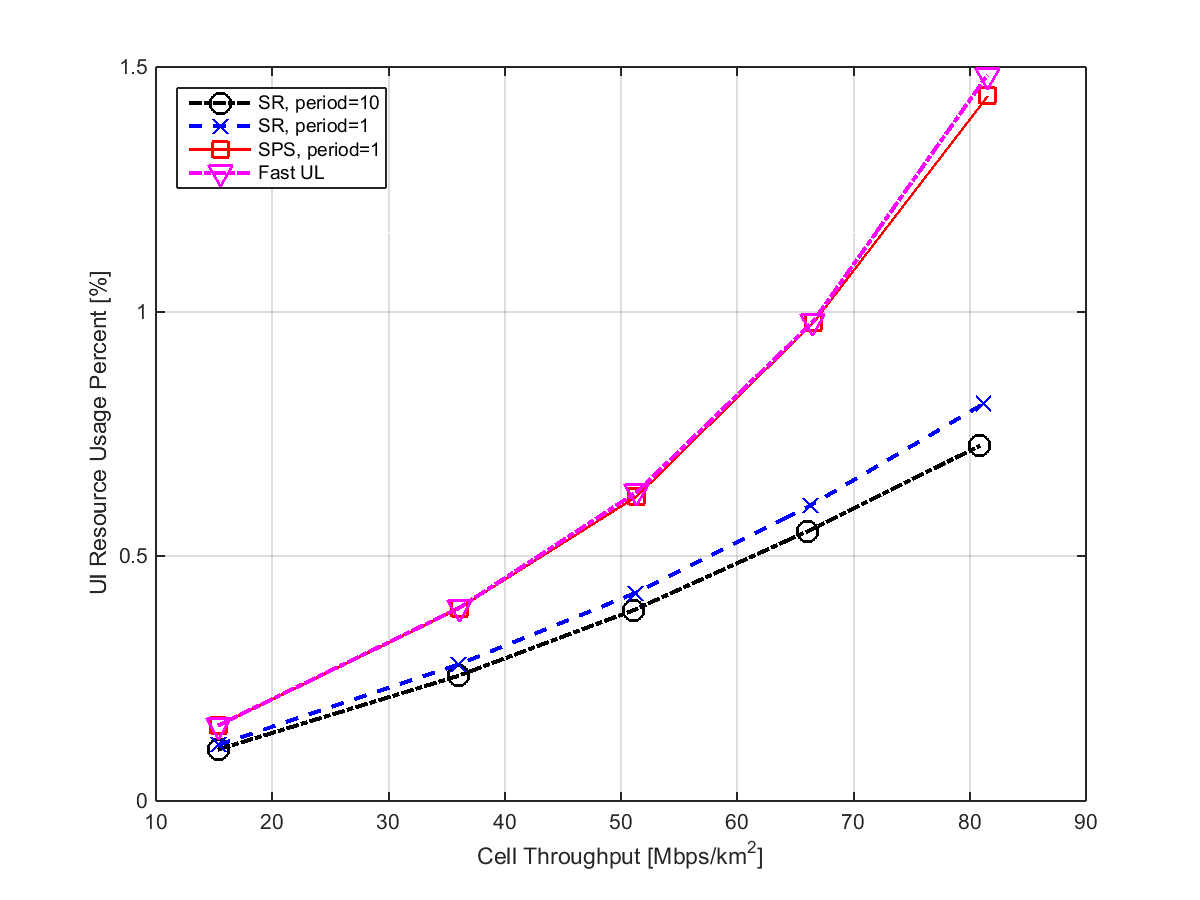 1.5
SR, period=10
SR, period=1
SPS, period=1
Fast UL
1
0.5
0
Ul Resource Usage Percent [%]
10 20 30 40 50 60 70 80 90
Cell Throughput [Mbps/km²]